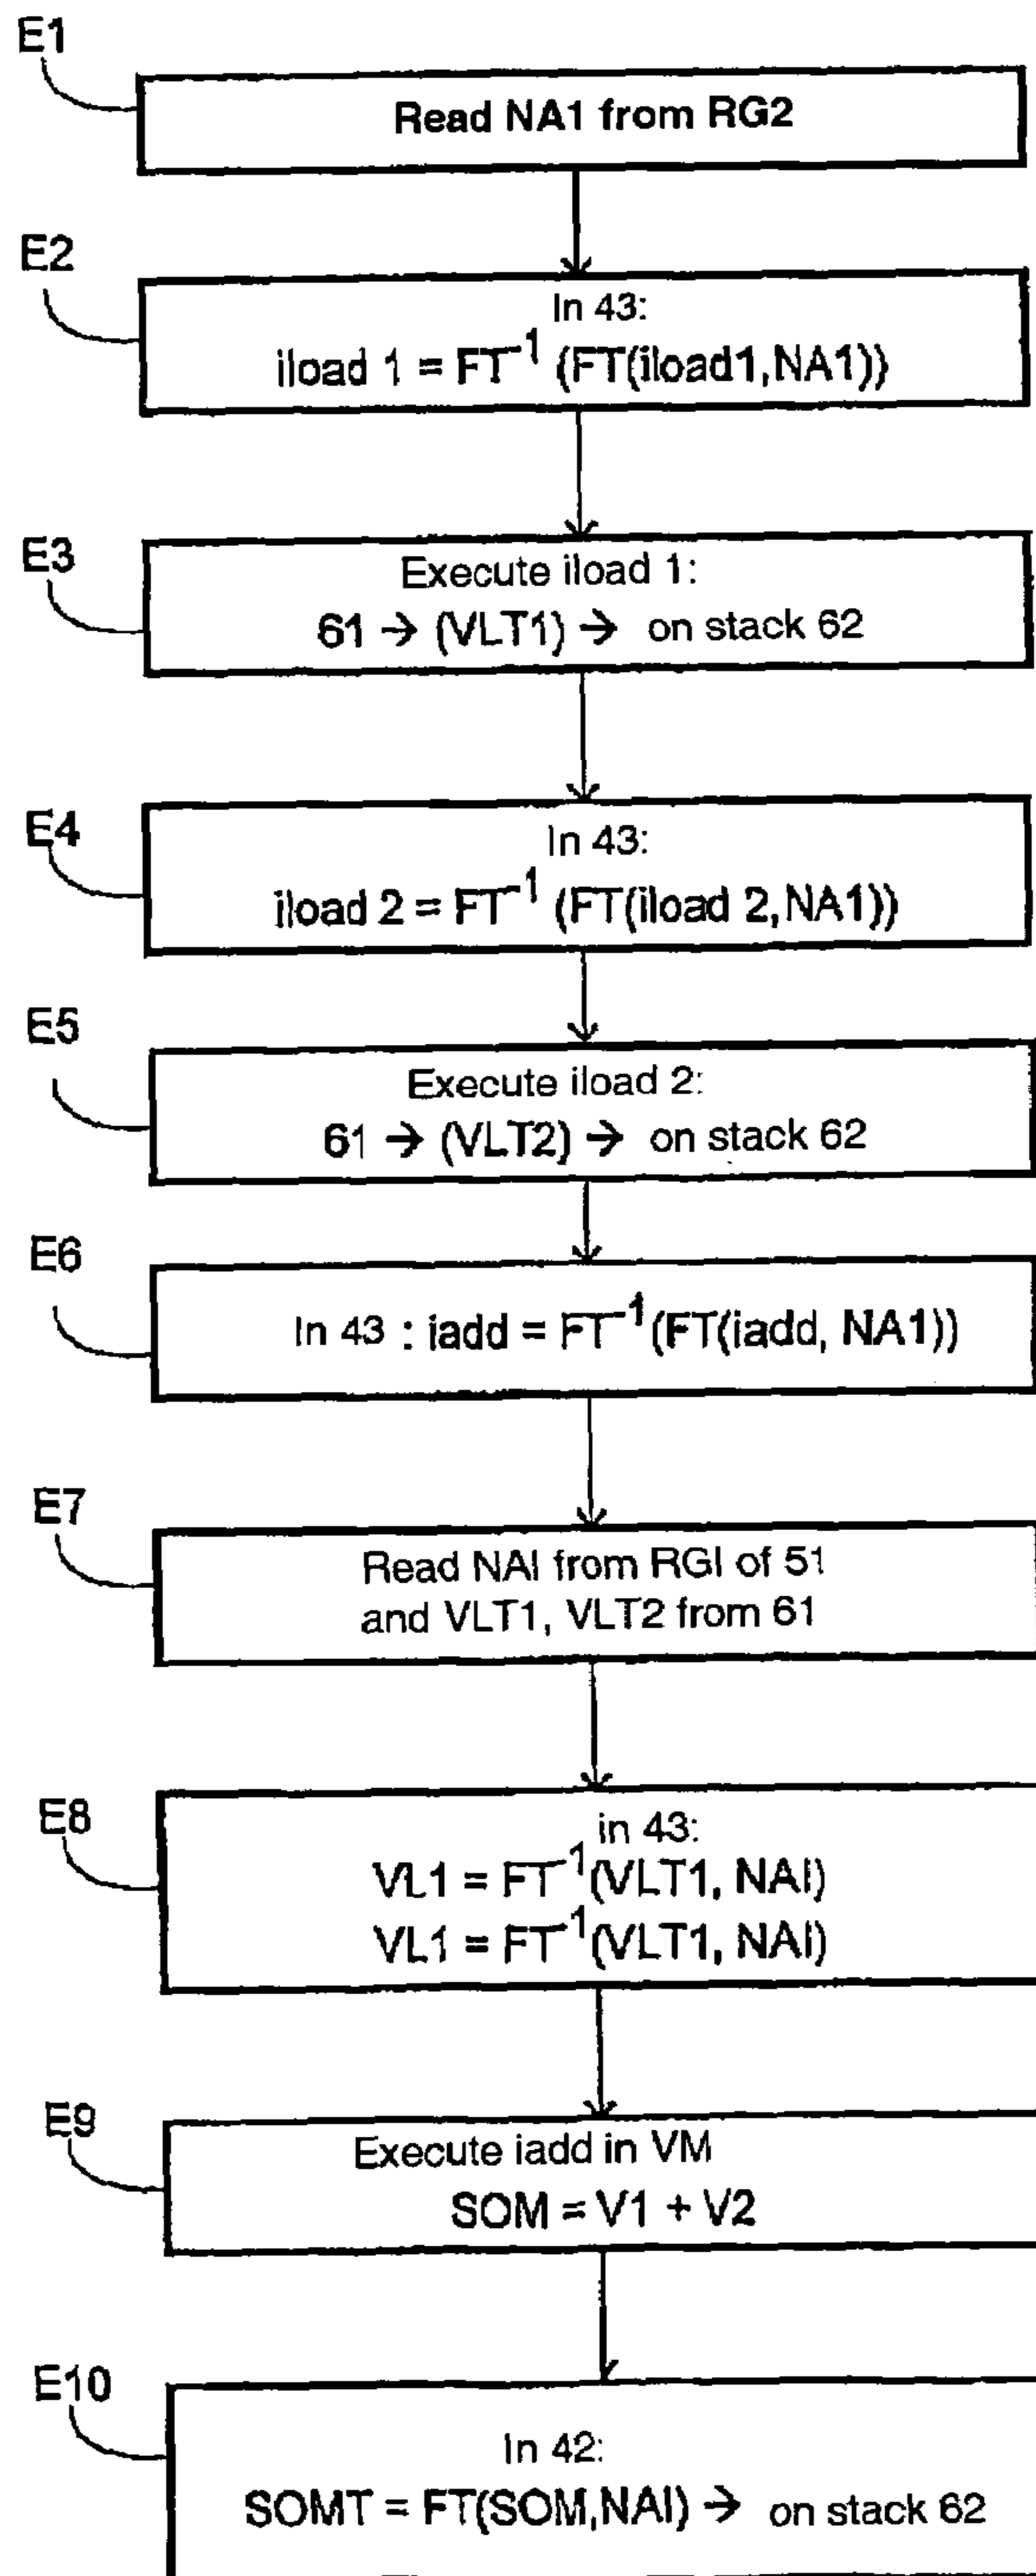 E1
Read NA1 from RG2
E2
In 43:
iload 1 = FT⁻¹ (FT(iload1,NA1))
E3
Execute iload 1:
61 → (VLT1) → on stack 62
E4
In 43:
iload 2 = FT⁻¹ (FT(iload 2,NA1))
E5
Execute iload 2:
61 → (VLT2) → on stack 62
E6
In 43 : iadd = FT⁻¹(FT(iadd, NA1))
E7
Read NAI from RGI of 51
and VLT1, VLT2 from 61
E8
in 43:
VL1 = FT⁻¹(VLT1, NAI)
VL1 = FT⁻¹(VLT1, NAI)
E9
Execute iadd in VM
SOM = V1 + V2
E10
In 42:
SOMT = FT(SOM,NAI) → on stack 62